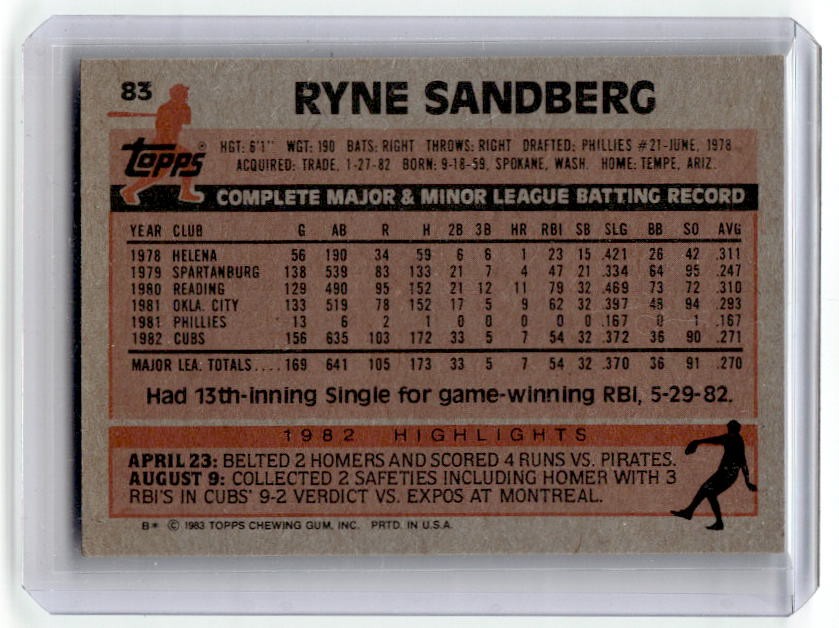 83
RYNE SANDBERG
Topps®
HGT: 6'1" WGT: 190 BATS: RIGHT THROWS: RIGHT DRAFTED: PHILLIES #21-JUNE, 1978
ACQUIRED: TRADE, 1-27-82 BORN: 9-18-59, SPOKANE, WASH. HOME: TEMPE, ARIZ.
COMPLETE MAJOR & MINOR LEAGUE BATTING RECORD
YEAR CLUB G AB R H 2B 3B HR RBI SB SLG BB SO AVG
1978 HELENA 56 190 34 59 6 6 1 23 15 .421 26 42 .311
1979 SPARTANBURG 138 539 83 133 21 7 4 47 21 .334 64 95 .247
1980 READING 129 490 95 152 21 12 11 79 32 .469 73 72 .310
1981 OKLA. CITY 133 519 78 152 17 5 9 62 32 .397 48 94 .293
1981 PHILLIES 13 6 2 1 0 0 0 0 0 .167 0 1 .167
1982 CUBS 156 635 103 172 33 5 7 54 32 .372 36 90 .271
MAJOR LEA. TOTALS.... 169 641 105 173 33 5 7 54 32 .370 36 91 .270
Had 13th-inning Single for game-winning RBI, 5-29-82.
1982 HIGHLIGHTS
APRIL 23: BELTED 2 HOMERS AND SCORED 4 RUNS VS. PIRATES.
AUGUST 9: COLLECTED 2 SAFETIES INCLUDING HOMER WITH 3
RBI'S IN CUBS' 9-2 VERDICT VS. EXPOS AT MONTREAL.
B* © 1983 TOPPS CHEWING GUM, INC. PRTD. IN U.S.A.